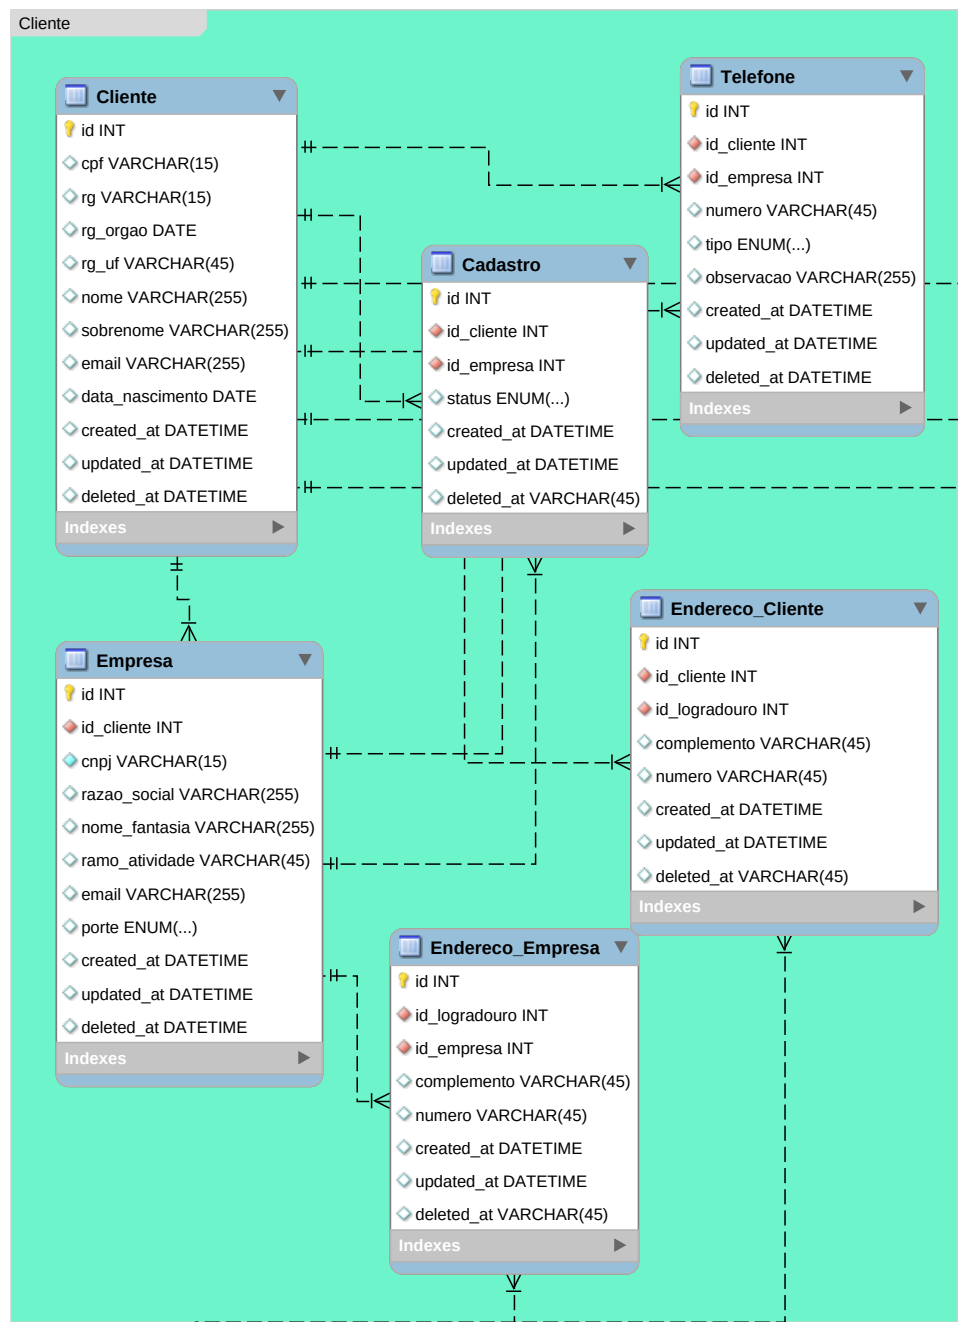 Cliente
Cliente
id INT
cpf VARCHAR(15)
rg VARCHAR(15)
rg_orgao DATE
rg_uf VARCHAR(45)
nome VARCHAR(255)
sobrenome VARCHAR(255)
email VARCHAR(255)
data_nascimento DATE
created_at DATETIME
updated_at DATETIME
deleted_at DATETIME
Indexes
Telefone
id INT
id_cliente INT
id_empresa INT
numero VARCHAR(45)
tipo ENUM(...)
observacao VARCHAR(255)
created_at DATETIME
updated_at DATETIME
deleted_at DATETIME
Indexes
Cadastro
id INT
id_cliente INT
id_empresa INT
status ENUM(...)
created_at DATETIME
updated_at DATETIME
deleted_at VARCHAR(45)
Indexes
Empresa
id INT
id_cliente INT
cnpj VARCHAR(15)
razao_social VARCHAR(255)
nome_fantasia VARCHAR(255)
ramo_atividade VARCHAR(45)
email VARCHAR(255)
porte ENUM(...)
created_at DATETIME
updated_at DATETIME
deleted_at DATETIME
Indexes
Endereco_Cliente
id INT
id_cliente INT
id_logradouro INT
complemento VARCHAR(45)
numero VARCHAR(45)
created_at DATETIME
updated_at DATETIME
deleted_at VARCHAR(45)
Indexes
Endereco_Empresa
id INT
id_logradouro INT
id_empresa INT
complemento VARCHAR(45)
numero VARCHAR(45)
created_at DATETIME
updated_at DATETIME
deleted_at VARCHAR(45)
Indexes